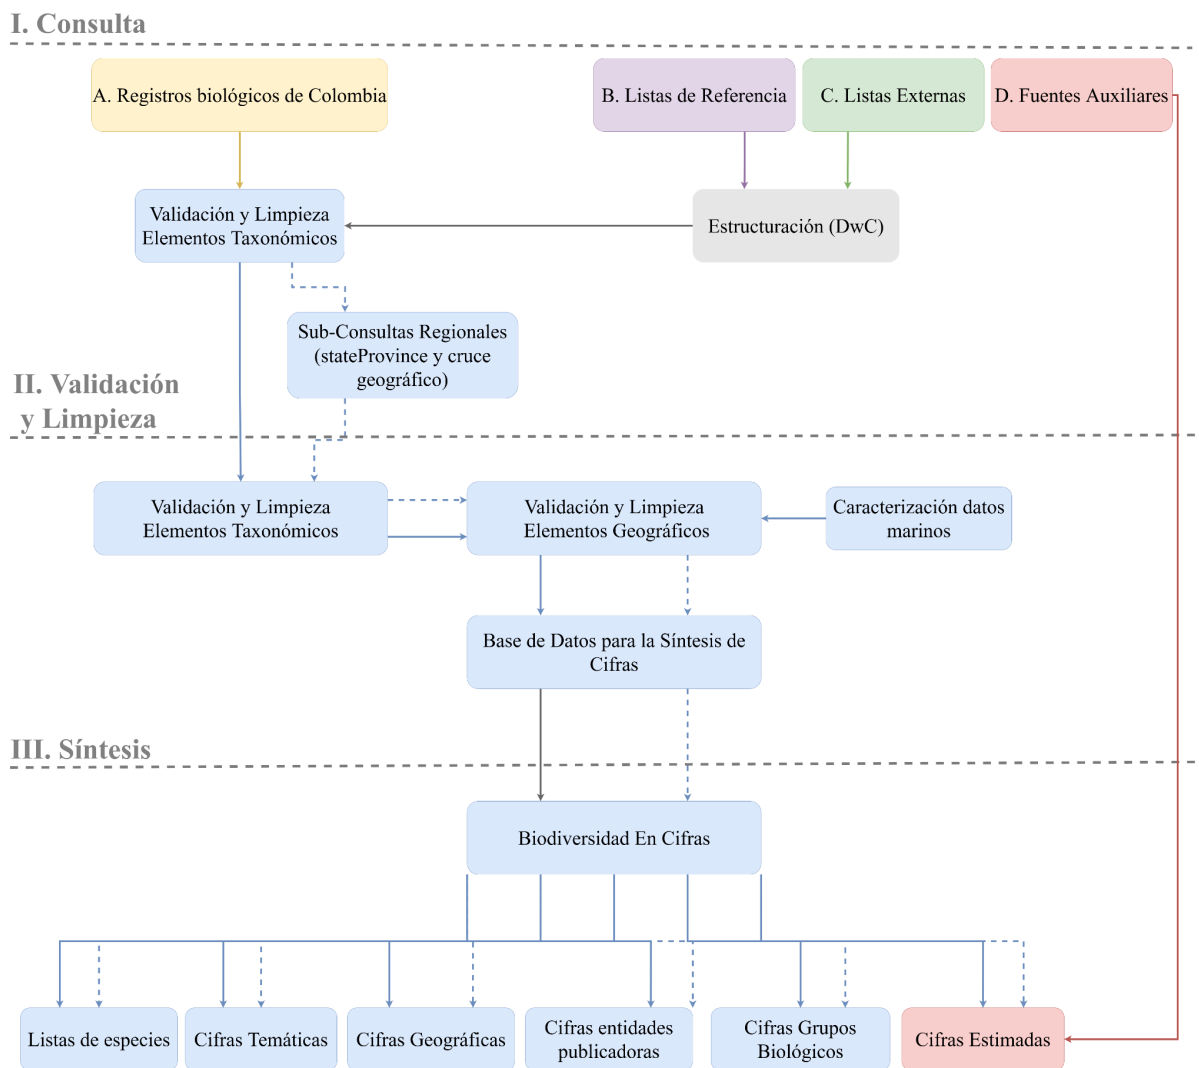 I. Consulta
A. Registros biológicos de Colombia
B. Listas de Referencia
C. Listas Externas
D. Fuentes Auxiliares
Validación y Limpieza
Elementos Taxonómicos
Estructuración (DwC)
Sub-Consultas Regionales
(stateProvince y cruce
geográfico)
II. Validación
y Limpieza
Validación y Limpieza
Elementos Taxonómicos
Validación y Limpieza
Elementos Geográficos
Caracterización datos
marinos
Base de Datos para la Síntesis de
Cifras
III. Síntesis
Biodiversidad En Cifras
Listas de especies
Cifras Temáticas
Cifras Geográficas
Cifras entidades
publicadoras
Cifras Grupos
Biológicos
Cifras Estimadas